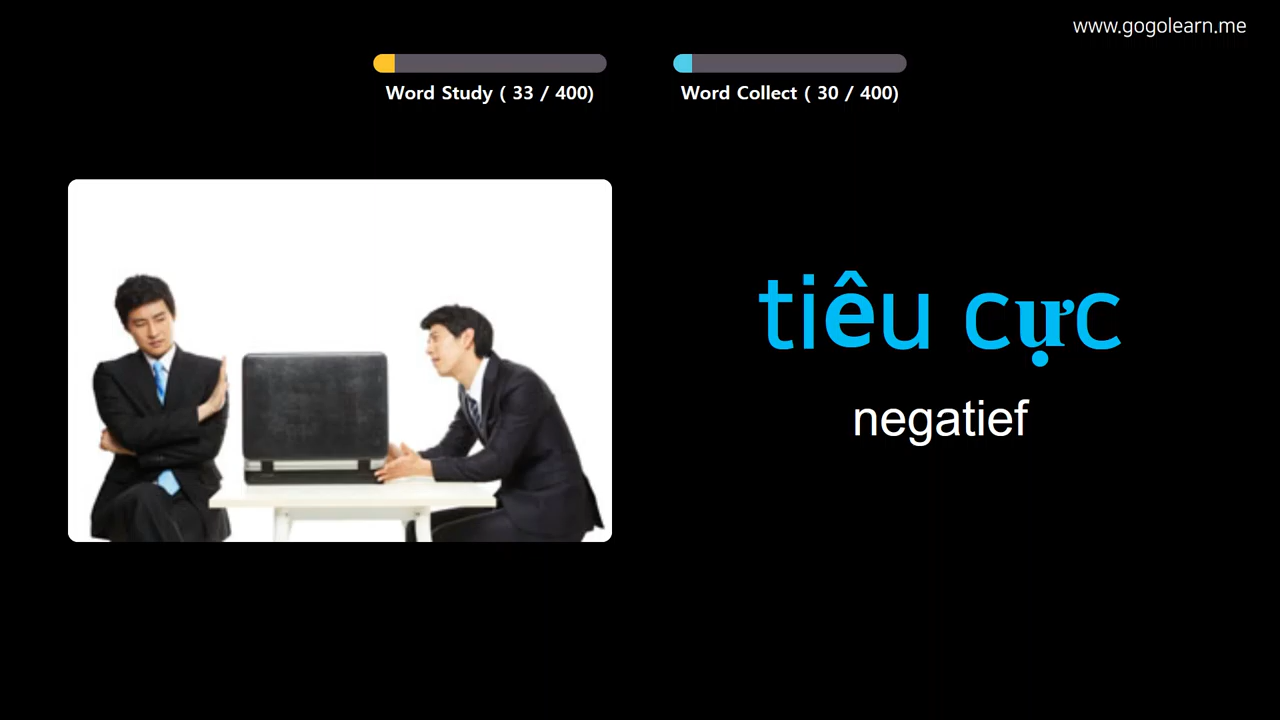 www.gogolearn.me
Word Study ( 33 / 400)
Word Collect ( 30 / 400)
tiêu cực
negatief